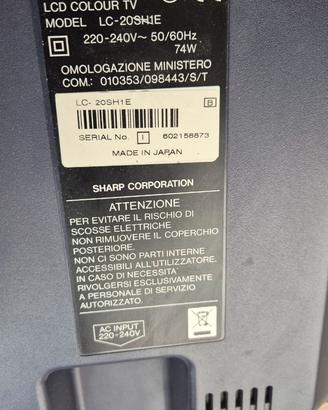 LCD COLOUR TV
MODEL LC-20SH1E
220-240V~ 50/60Hz
74W
OMOLOGAZIONE MINISTERO
COM.: 010353/098443/S/T
LC- 20SH1E
B
SERIAL No. I 602158873
MADE IN JAPAN
SHARP CORPORATION
ATTENZIONE
PER EVITARE IL RISCHIO DI
SCOSSE ELETTRICHE
NON RIMUOVERE IL COPERCHIO
POSTERIORE.
NON CI SONO PARTI INTERNE
ACCESSIBILI ALL'UTILIZZATORE.
IN CASO DI NECESSITA'
RIVOLGERSI ESCLUSIVAMENTE
A PERSONALE DI SERVIZIO
AUTORIZZATO.
AC INPUT
220-240V